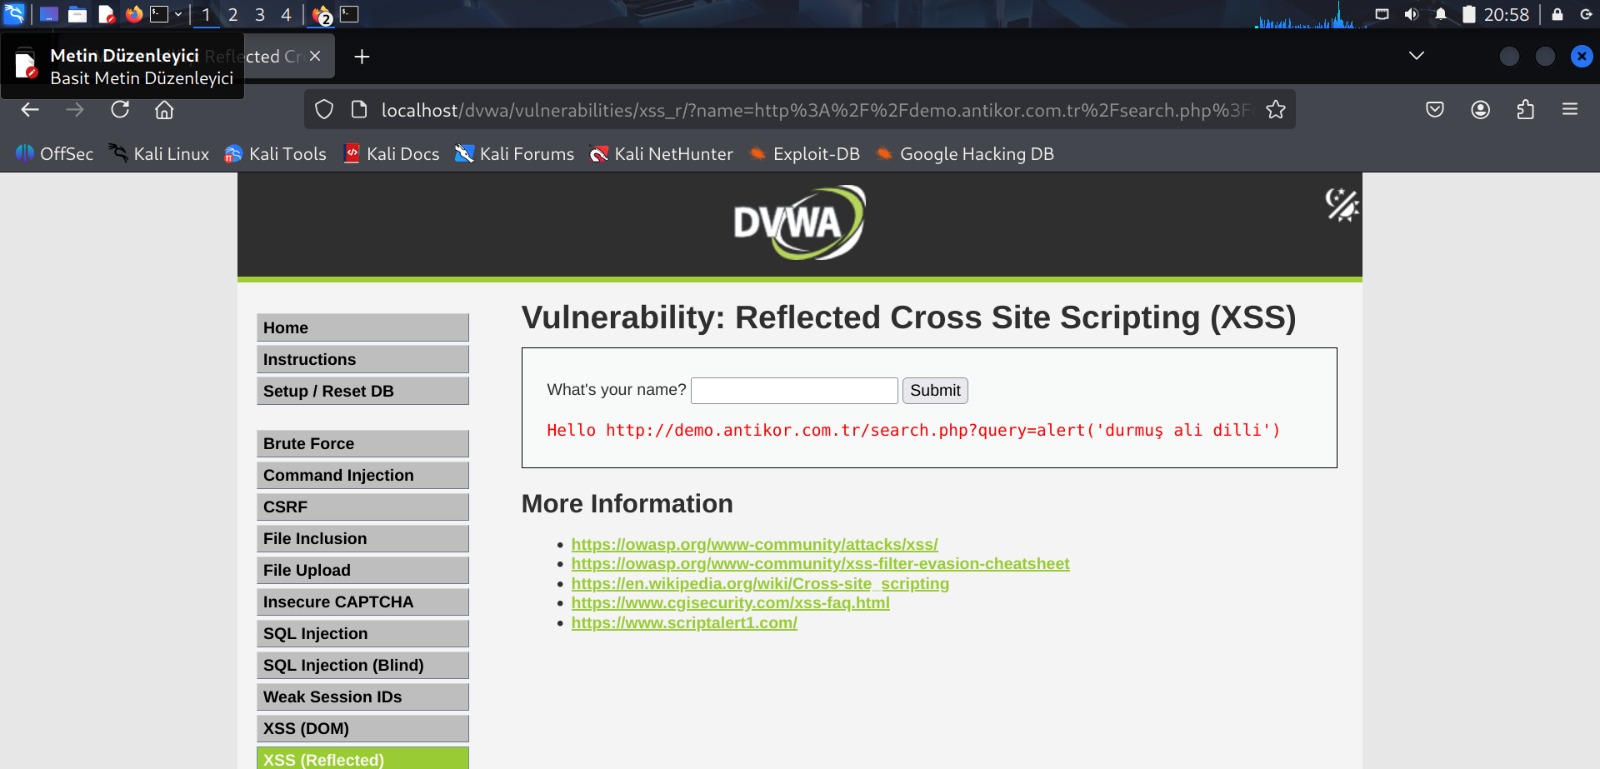 1 2 3 4 2 20:58
Metin Düzenleyici
Basit Metin Düzenleyici
localhost/dvwa/vulnerabilities/xss_r/?name=http%3A%2F%2Fdemo.antikor.com.tr%2Fsearch.php%3F
OffSec Kali Linux Kali Tools Kali Docs Kali Forums Kali NetHunter Exploit-DB Google Hacking DB
DVWA
Vulnerability: Reflected Cross Site Scripting (XSS)
Home
Instructions
Setup / Reset DB
Brute Force
Command Injection
CSRF
File Inclusion
File Upload
Insecure CAPTCHA
SQL Injection
SQL Injection (Blind)
Weak Session IDs
XSS (DOM)
XSS (Reflected)
What's your name? Submit
Hello http://demo.antikor.com.tr/search.php?query=alert('durmuş ali dilli')
More Information
https://owasp.org/www-community/attacks/xss/
https://owasp.org/www-community/xss-filter-evasion-cheatsheet
https://en.wikipedia.org/wiki/Cross-site_scripting
https://www.cgisecurity.com/xss-faq.html
https://www.scriptalert1.com/